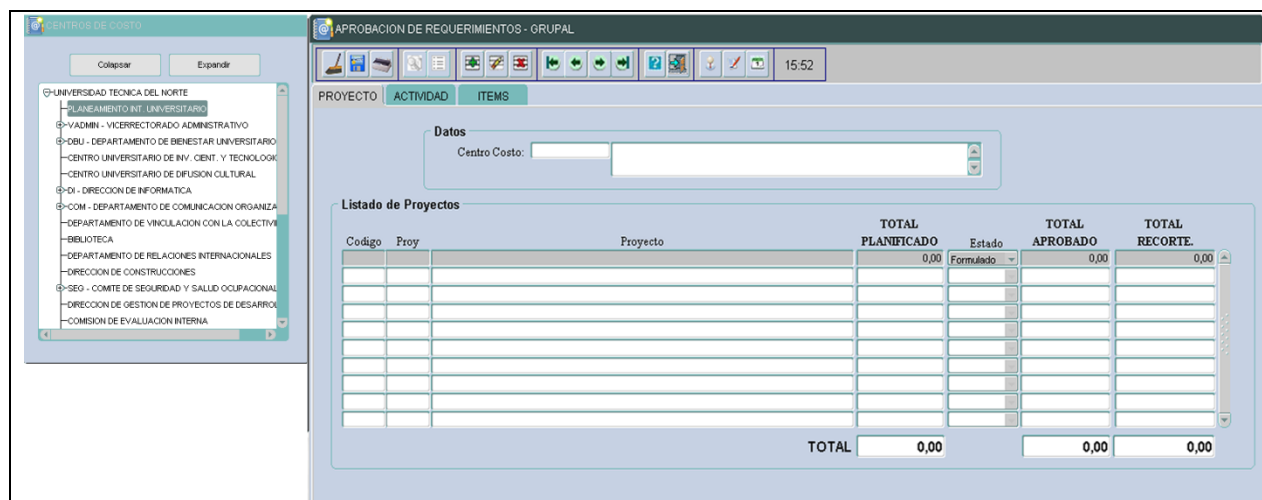 CENTROS DE COSTO
Colapsar Expandir
UNIVERSIDAD TECNICA DEL NORTE
PLANEAMIENTO INT. UNIVERSITARIO
VADMIN - VICERRECTORADO ADMINISTRATIVO
DBU - DEPARTAMENTO DE BIENESTAR UNIVERSITARIO
CENTRO UNIVERSITARIO DE INV. CIENT. Y TECNOLOGIC
CENTRO UNIVERSITARIO DE DIFUSION CULTURAL
DI - DIRECCION DE INFORMATICA
COM - DEPARTAMENTO DE COMUNICACION ORGANIZA
DEPARTAMENTO DE VINCULACION CON LA COLECTIVI
BIBLIOTECA
DEPARTAMENTO DE RELACIONES INTERNACIONALES
DIRECCION DE CONSTRUCCIONES
SEG - COMITE DE SEGURIDAD Y SALUD OCUPACIONAL
DIRECCION DE GESTION DE PROYECTOS DE DESARROL
COMISION DE EVALUACION INTERNA
APROBACION DE REQUERIMIENTOS - GRUPAL
15:52
PROYECTO ACTIVIDAD ITEMS
Datos
Centro Costo:
Listado de Proyectos
Codigo Proy Proyecto TOTAL PLANIFICADO Estado TOTAL APROBADO TOTAL RECORTE.
0,00 Formulado 0,00 0,00
TOTAL 0,00 0,00 0,00